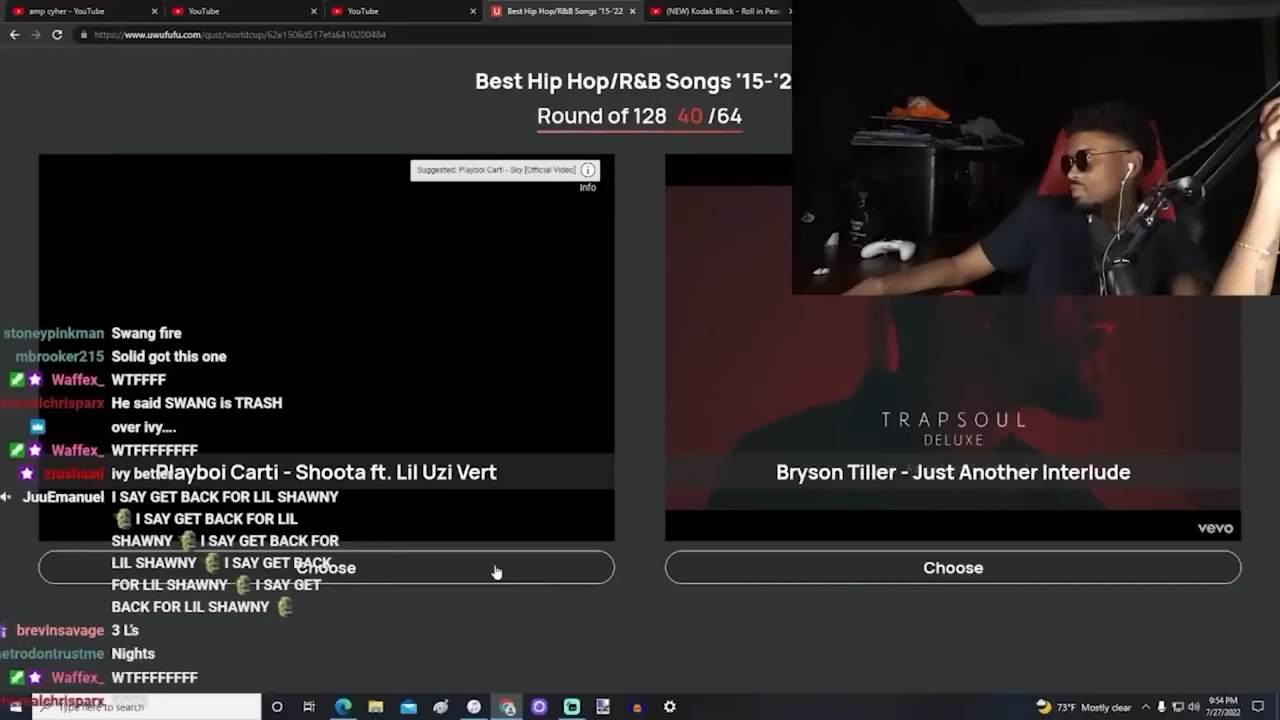 amp cyher - YouTube
YouTube
YouTube
Best Hip Hop/R&B Songs '15-'22
(NEW) Kodak Black - Roll in Pea
https://www.uwufufu.com/quiz/worldcup/62e1506d517efa6410200484
Best Hip Hop/R&B Songs '15-'2
Round of 128 40 /64
Suggested: Playboi Carti - Sky [Official Video]
Info
TRAPSOUL
DELUXE
Playboi Carti - Shoota ft. Lil Uzi Vert
Bryson Tiller - Just Another Interlude
vevo
Choose
Choose
stoneypinkman Swang fire
mbrooker215 Solid got this one
Waffex_ WTFFFF
alchrisparx He said SWANG is TRASH
over ivy....
Waffex_ WTFFFFFFFF
zrashaad ivy better
JuuEmanuel I SAY GET BACK FOR LIL SHAWNY
I SAY GET BACK FOR LIL
SHAWNY I SAY GET BACK FOR
LIL SHAWNY I SAY GET BACK
FOR LIL SHAWNY I SAY GET
BACK FOR LIL SHAWNY
brevinsavage 3 L's
etrodontrustme Nights
Waffex_ WTFFFFFFFF
alchrisparx
Type here to search
73°F Mostly clear
9:54 PM
7/27/2022